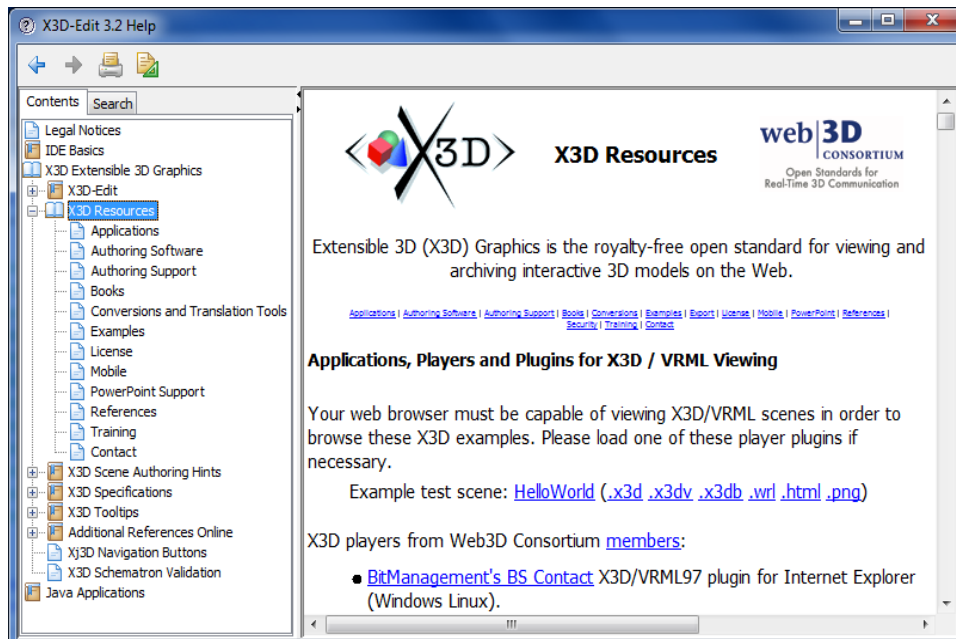 X3D-Edit 3.2 Help
Contents
Search
Legal Notices
IDE Basics
X3D Extensible 3D Graphics
X3D-Edit
X3D Resources
Applications
Authoring Software
Authoring Support
Books
Conversions and Translation Tools
Examples
License
Mobile
PowerPoint Support
References
Training
Contact
X3D Scene Authoring Hints
X3D Specifications
X3D Tooltips
Additional References Online
Xj3D Navigation Buttons
X3D Schematron Validation
Java Applications
<X3D>
X3D Resources
web|3D
CONSORTIUM
Open Standards for
Real-Time 3D Communication
Extensible 3D (X3D) Graphics is the royalty-free open standard for viewing and
archiving interactive 3D models on the Web.
Applications | Authoring Software | Authoring Support | Books | Conversions | Examples | Export | License | Mobile | PowerPoint | References |
Security | Training | Contact
Applications, Players and Plugins for X3D / VRML Viewing
Your web browser must be capable of viewing X3D/VRML scenes in order to
browse these X3D examples. Please load one of these player plugins if
necessary.
Example test scene: HelloWorld (.x3d .x3dv .x3db .wrl .html .png)
X3D players from Web3D Consortium members:
• BitManagement's BS Contact X3D/VRML97 plugin for Internet Explorer
(Windows Linux).